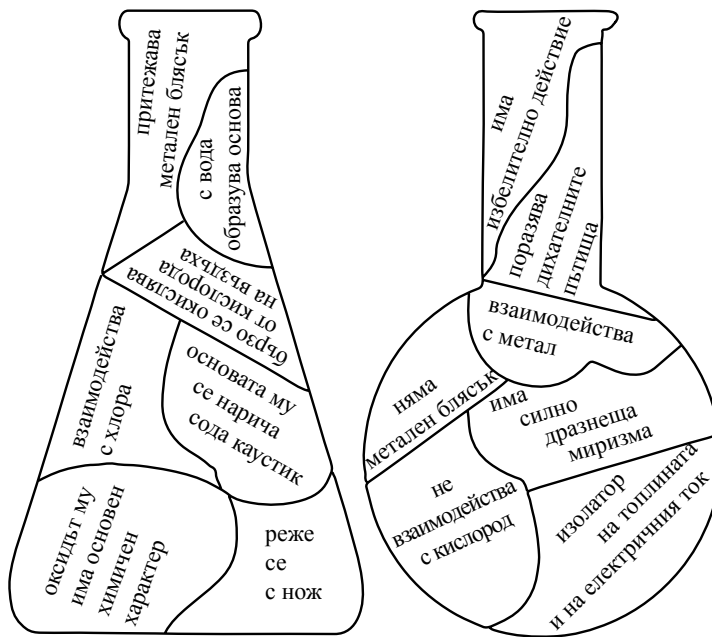 притежава
метален блясък
с вода
образува основа
бързо се окислява
от кислорода
на въздъха
взаимодейства
с хлора
основата му
се нарича
сода каустик
оксидът му
има основен
химичен
характер
реже
се
с нож
има
избелително действие
поразява
дихателните
пътища
взаимодейства
с метал
няма
метален блясък
има
силно
дразнеща
миризма
не
взаимодейства
с кислород
изолатор
на топлината
и на електричния ток